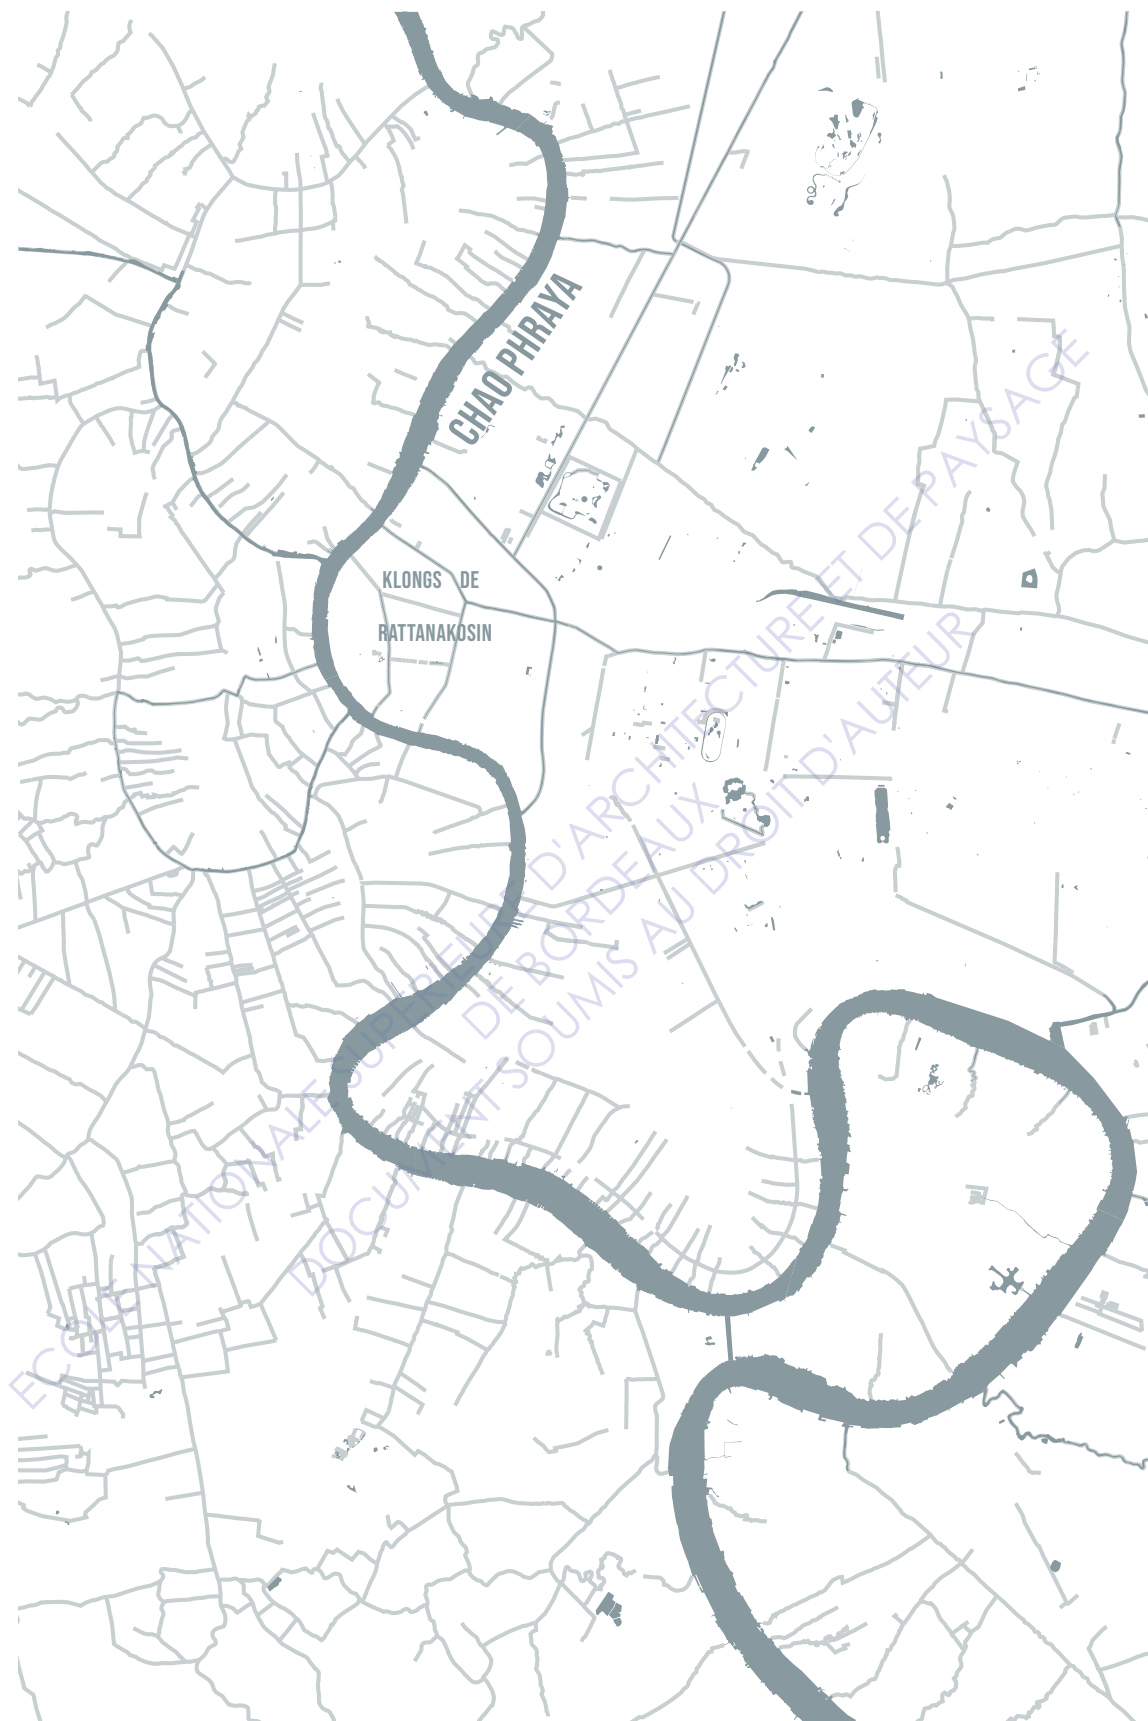 CHAO PHRAYA
KLONGS DE
RATTANAKOSIN
ECOLE NATIONALE SUPERIEURE D'ARCHITECTURE ET DE PAYSAGE
DE BORDEAUX
DOCUMENT SOUMIS AU DROIT D'AUTEUR